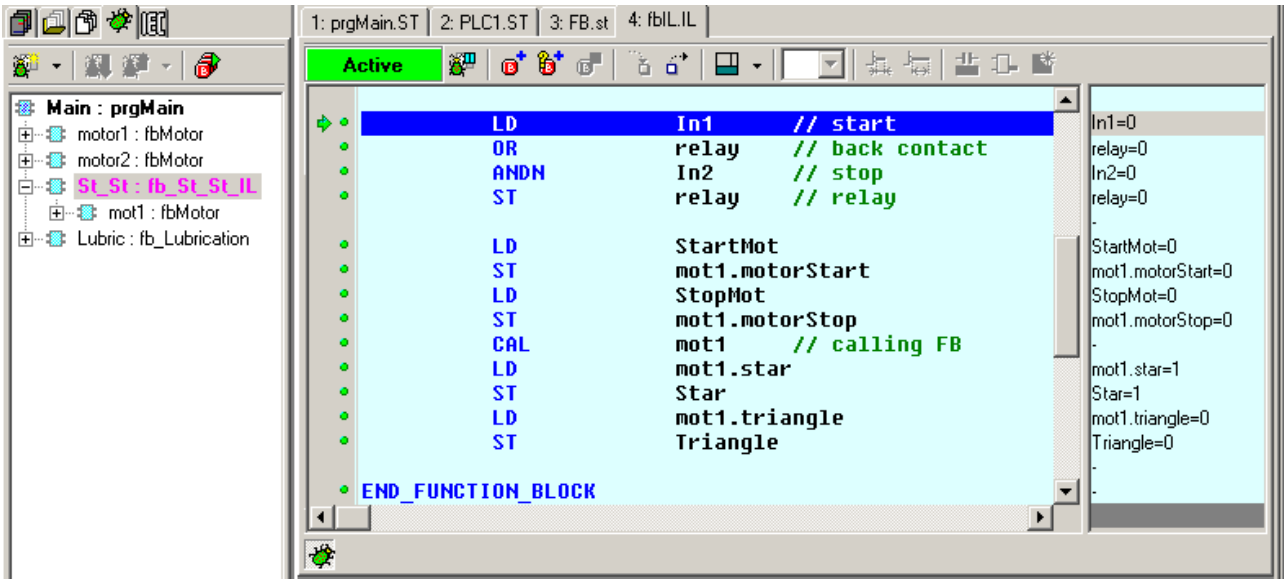 1: prgMain.ST 2: PLC1.ST 3: FB.st 4: fbIL.IL
Active
Main : prgMain
motor1 : fbMotor
motor2 : fbMotor
St_St : fb_St_St_IL
mot1 : fbMotor
Lubric : fb_Lubrication
LD In1 // start
OR relay // back contact
ANDN In2 // stop
ST relay // relay
LD StartMot
ST mot1.motorStart
LD StopMot
ST mot1.motorStop
CAL mot1 // calling FB
LD mot1.star
ST Star
LD mot1.triangle
ST Triangle
END_FUNCTION_BLOCK
In1=0
relay=0
In2=0
relay=0
-
StartMot=0
mot1.motorStart=0
StopMot=0
mot1.motorStop=0
-
mot1.star=1
Star=1
mot1.triangle=0
Triangle=0
-
-